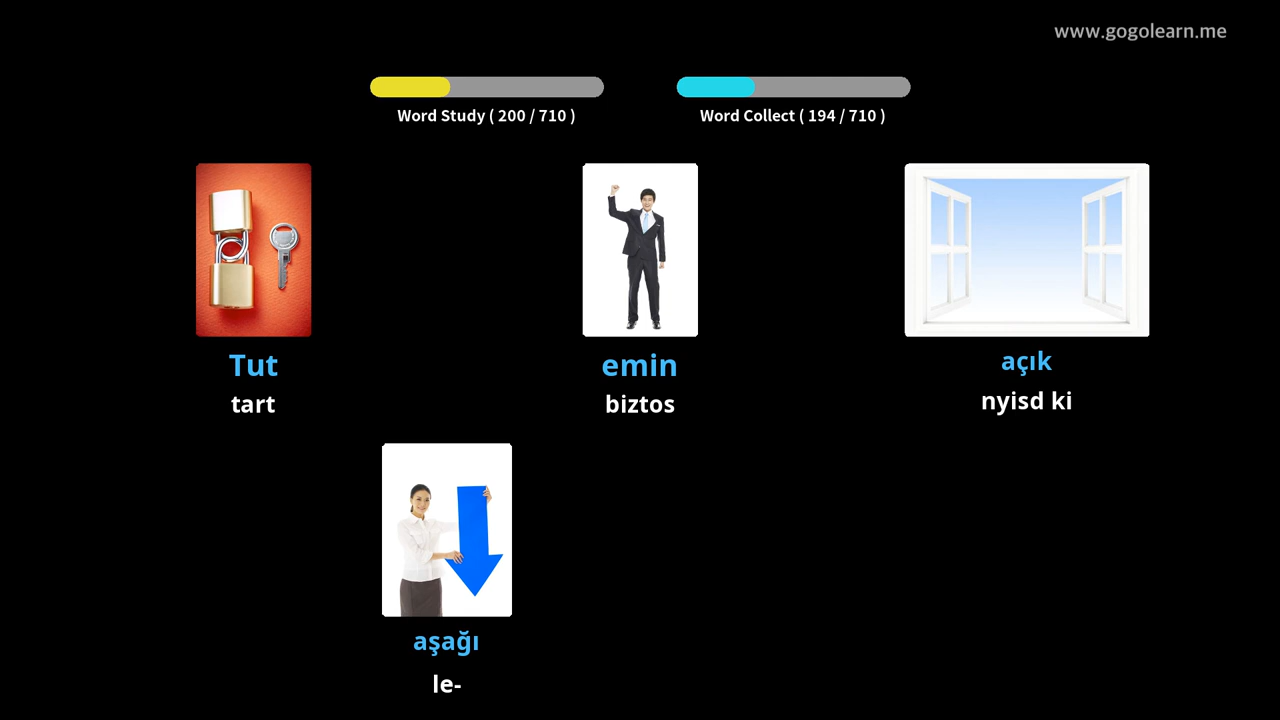 www.gogolearn.me
Word Study ( 200 / 710 )
Word Collect ( 194 / 710 )
Tut
tart
emin
biztos
açık
nyisd ki
aşağı
le-